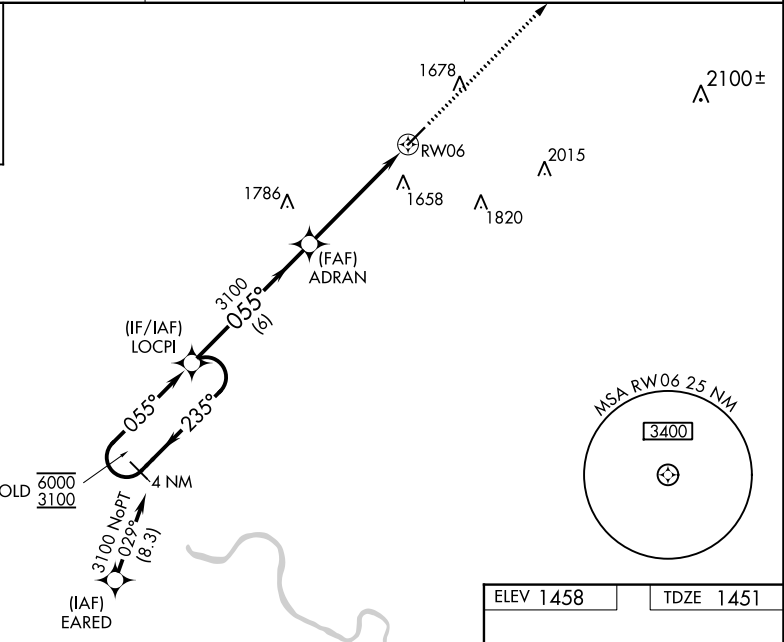 1678
2100±
RW06
2015
1786
1658
1820
(FAF)
ADRAN
3100
055°
(6)
(IF/IAF)
LOCPI
055°
235°
MSA RW06 25 NM
3400
OLD 6000
3100
4 NM
3100 NoPT
029°
(8.3)
(IAF)
EARED
ELEV 1458
TDZE 1451